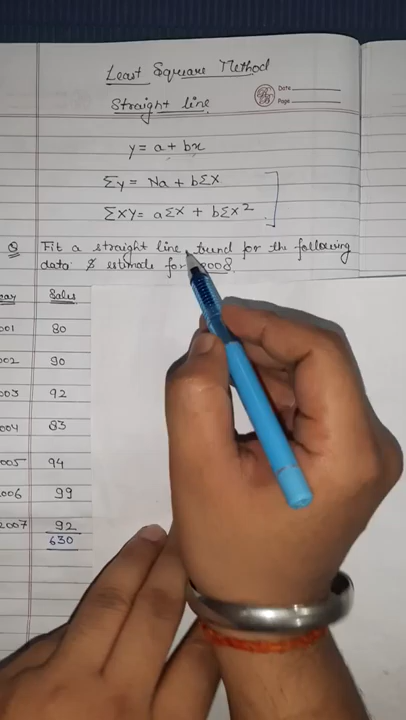 Least Square Method
Straight line
Date
Page
y = a + bx
Σy = Na + bΣx
Σxy = aΣx + bΣx²
Q Fit a straight line trend for the following
data & estimate for 2008.
Sales
001 80
002 90
003 92
004 83
005 94
2006 99
2007 92
630